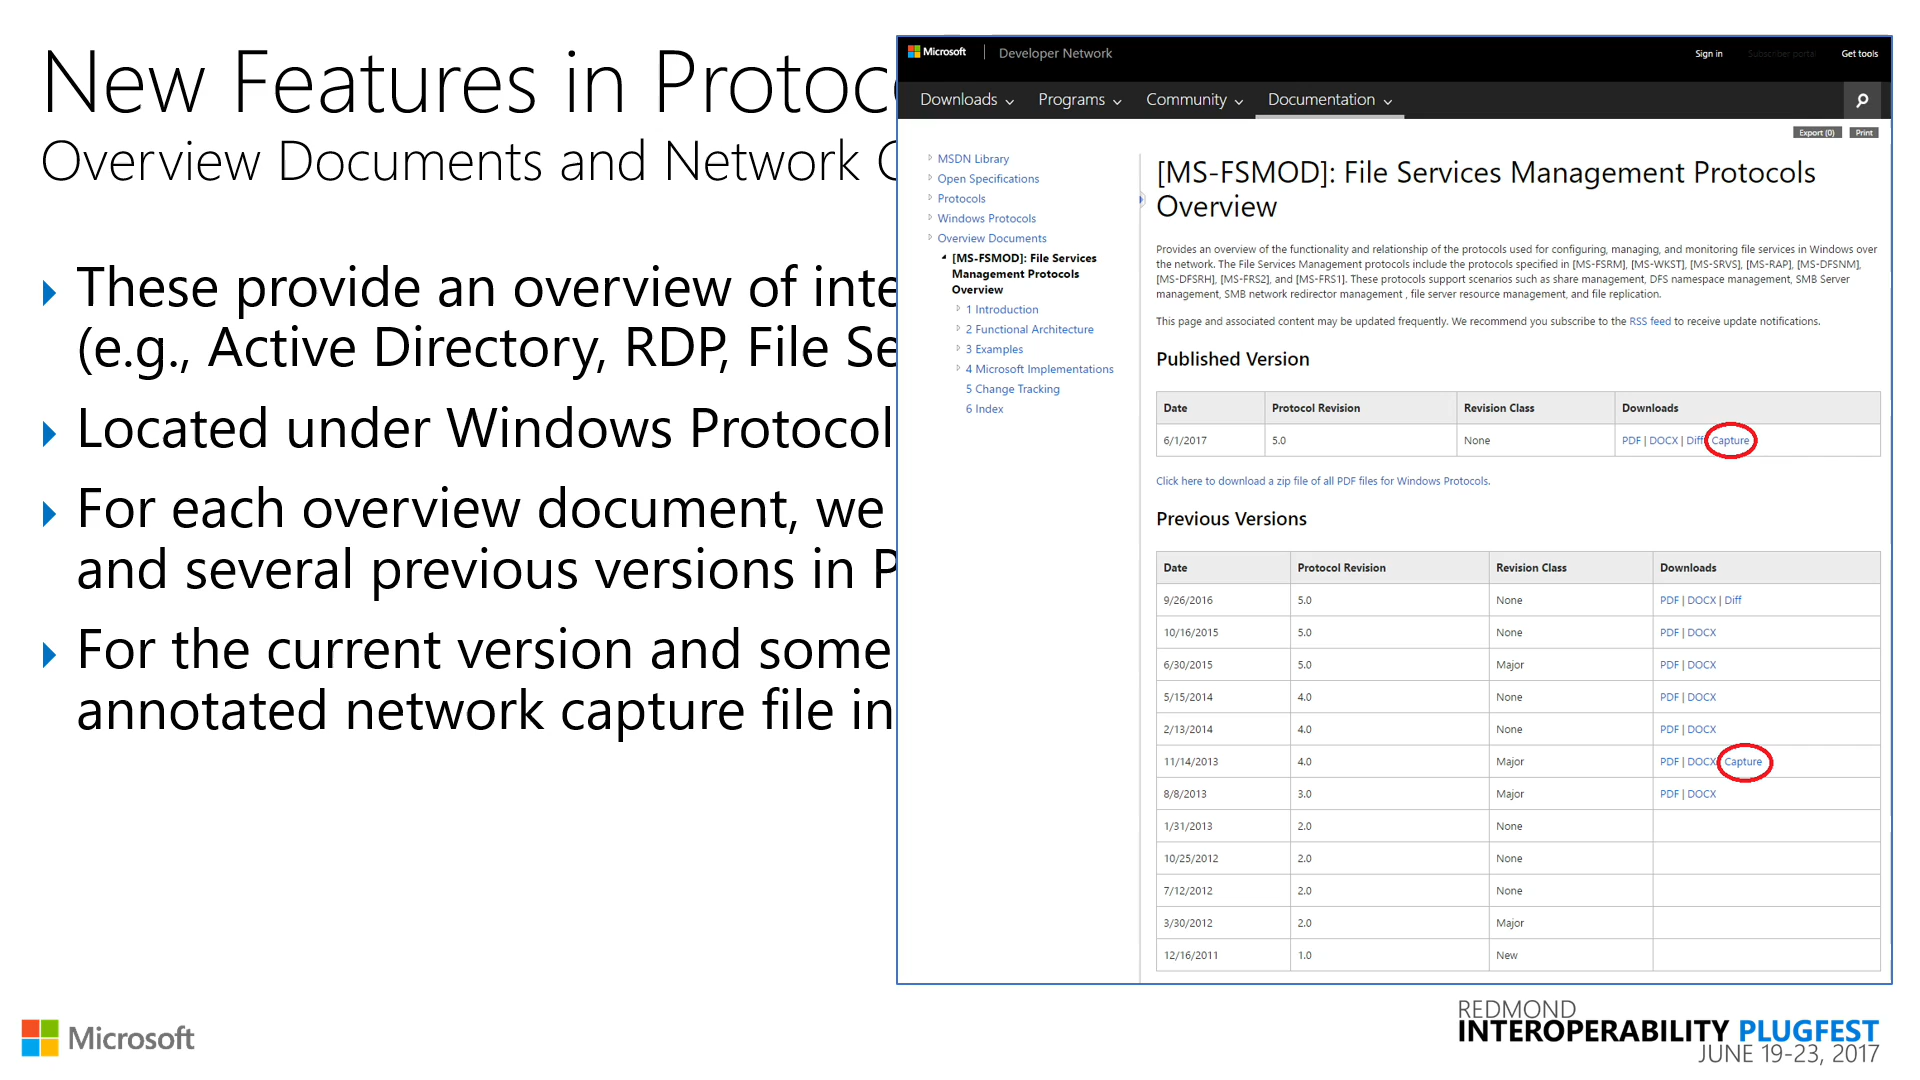 New Features in Protoc
Overview Documents and Network
These provide an overview of inte
(e.g., Active Directory, RDP, File Se
Located under Windows Protocol
For each overview document, we
and several previous versions in P
For the current version and some
annotated network capture file in
Microsoft
Developer Network
Sign in
Subscriber portal
Get tools
Downloads
Programs
Community
Documentation
Export (0)
Print
MSDN Library
Open Specifications
Protocols
Windows Protocols
Overview Documents
[MS-FSMOD]: File Services
Management Protocols
Overview
1 Introduction
2 Functional Architecture
3 Examples
4 Microsoft Implementations
5 Change Tracking
6 Index
[MS-FSMOD]: File Services Management Protocols
Overview
Provides an overview of the functionality and relationship of the protocols used for configuring, managing, and monitoring file services in Windows over
the network. The File Services Management protocols include the protocols specified in [MS-FSRM], [MS-WKST], [MS-SRVS], [MS-RAP], [MS-DFSNM],
[MS-DFSRH], [MS-FRS2], and [MS-FRS1]. These protocols support scenarios such as share management, DFS namespace management, SMB Server
management, SMB network redirector management , file server resource management, and file replication.
This page and associated content may be updated frequently. We recommend you subscribe to the RSS feed to receive update notifications.
Published Version
Date Protocol Revision Revision Class Downloads
6/1/2017 5.0 None PDF | DOCX | Diff Capture
Click here to download a zip file of all PDF files for Windows Protocols.
Previous Versions
Date Protocol Revision Revision Class Downloads
9/26/2016 5.0 None PDF | DOCX | Diff
10/16/2015 5.0 None PDF | DOCX
6/30/2015 5.0 Major PDF | DOCX
5/15/2014 4.0 None PDF | DOCX
2/13/2014 4.0 None PDF | DOCX
11/14/2013 4.0 Major PDF | DOCX Capture
8/8/2013 3.0 Major PDF | DOCX
1/31/2013 2.0 None
10/25/2012 2.0 None
7/12/2012 2.0 None
3/30/2012 2.0 Major
12/16/2011 1.0 New
Microsoft
REDMOND
INTEROPERABILITY PLUGFEST
JUNE 19-23, 2017